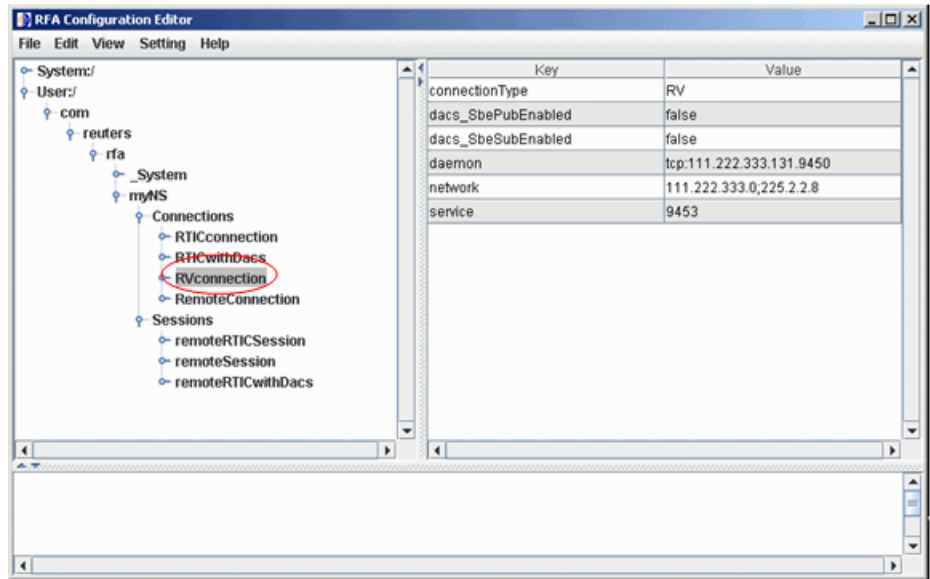 RFA Configuration Editor
File Edit View Setting Help
System:/
User:/
com
reuters
rfa
_System
myNS
Connections
RTICconnection
RTICwithDacs
RVconnection
RemoteConnection
Sessions
remoteRTICSession
remoteSession
remoteRTICwithDacs
Key Value
connectionType RV
dacs_SbePubEnabled false
dacs_SbeSubEnabled false
daemon tcp:111.222.333.131.9450
network 111.222.333.0;225.2.2.8
service 9453